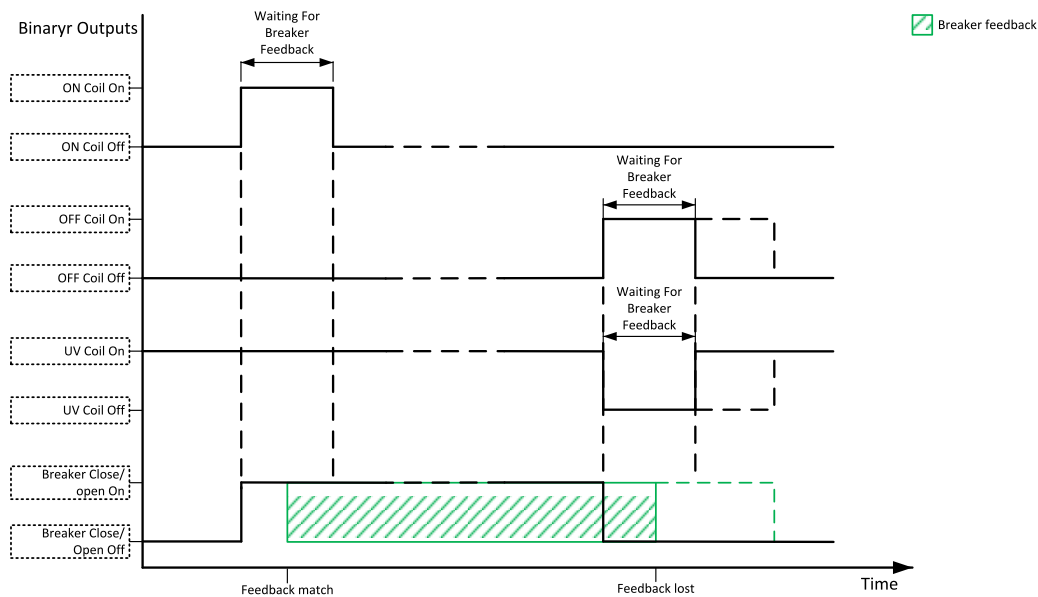 Binaryr Outputs
Waiting For
Breaker
Feedback
Breaker feedback
ON Coil On
ON Coil Off
Waiting For
Breaker
Feedback
OFF Coil On
OFF Coil Off
Waiting For
Breaker
Feedback
UV Coil On
UV Coil Off
Breaker Close/
open On
Breaker Close/
Open Off
Feedback match
Feedback lost
Time